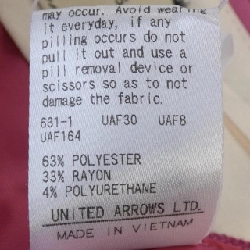 may occur. Avoid wearing
it everyday, if any
pilling occurs do not
pull it out and use a
pill removal device or
scissors so as to not
damage the fabric.
631-1 UAF30 UAF8
UAF164
63% POLYESTER
33% RAYON
4% POLYURETHANE
UNITED ARROWS LTD.
MADE IN VIETNAM